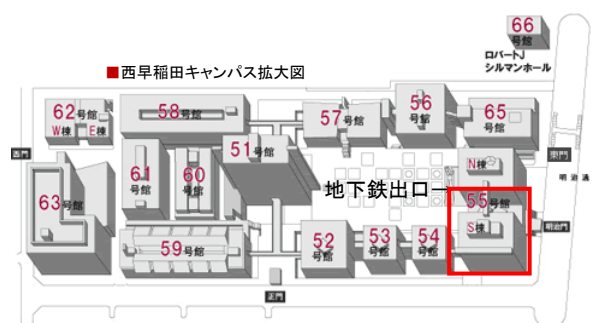 66
号館
ロバートJ
シルマンホール
■西早稲田キャンパス拡大図
62号館
W棟 E棟
58号館
57号館
56
号館
65
号館
51号館
61
号館
60
号館
N棟
西門
東門
明治通
63号館
地下鉄出口→
55
号館
S棟
明治門
59号館
52
号館
53
号館
54
号館
正門